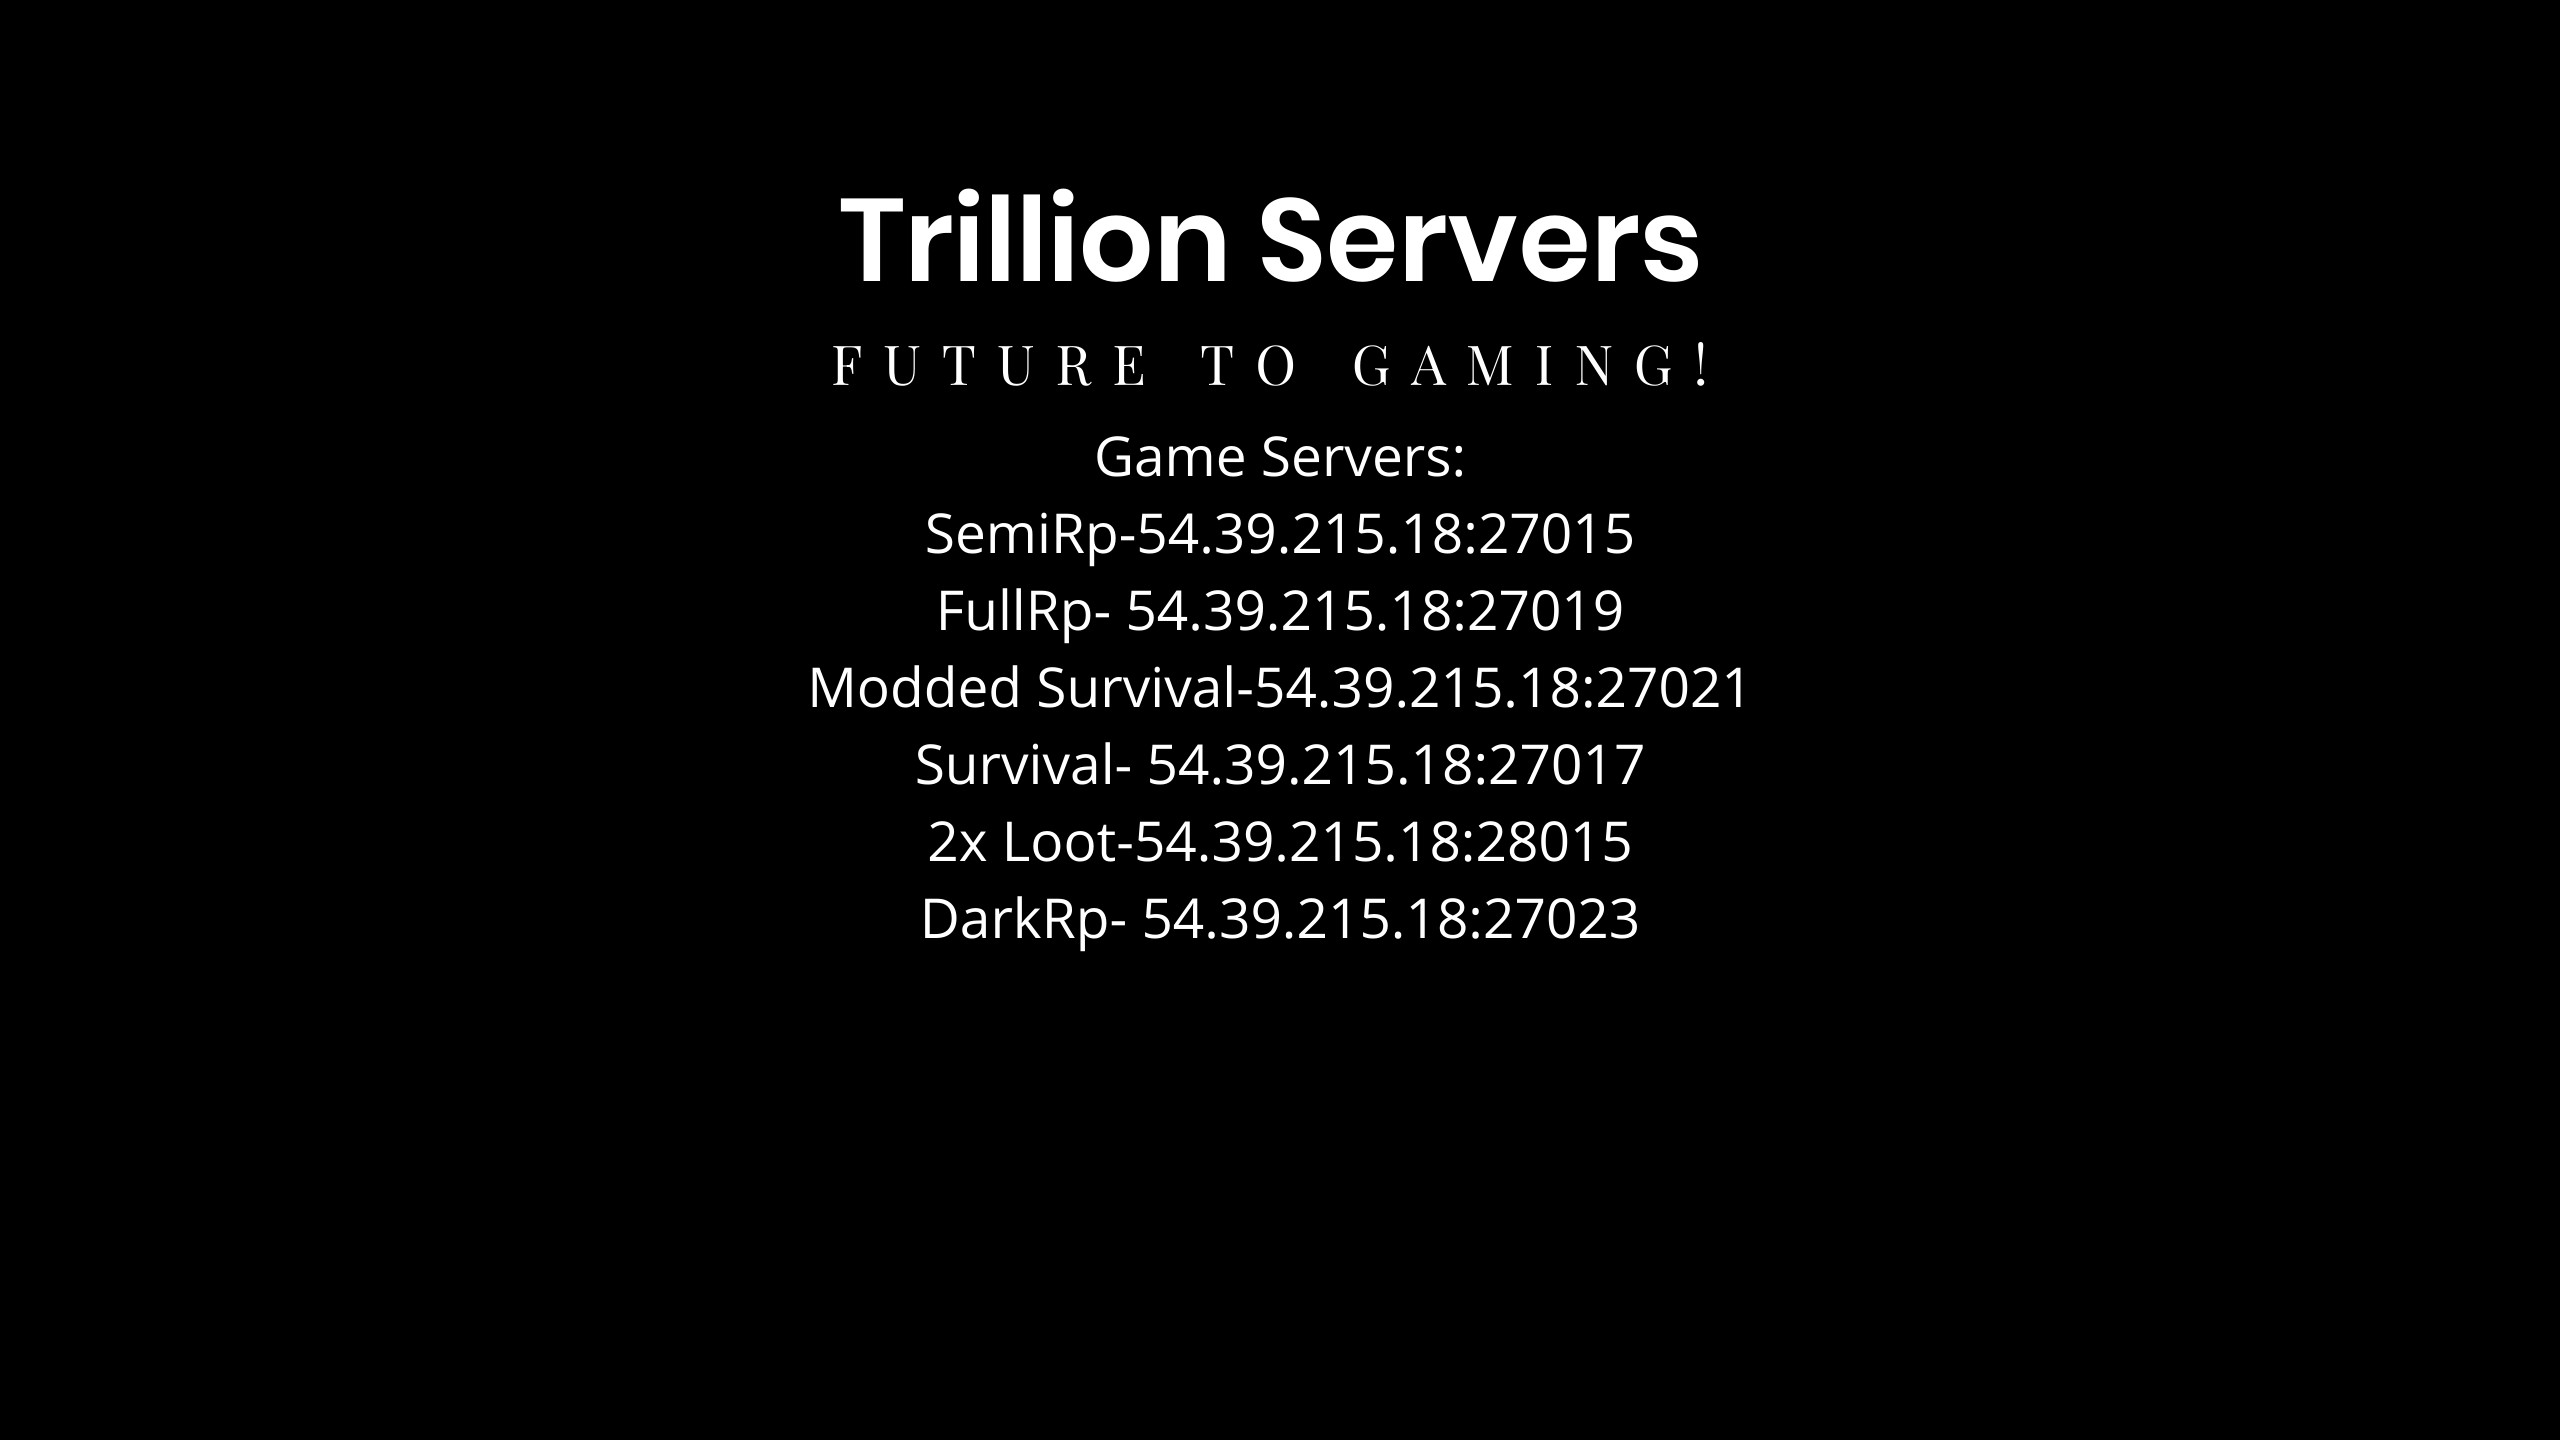 Trillion Servers
FUTURE TO GAMING!
Game Servers:
SemiRp-54.39.215.18:27015
FullRp- 54.39.215.18:27019
Modded Survival-54.39.215.18:27021
Survival- 54.39.215.18:27017
2x Loot-54.39.215.18:28015
DarkRp- 54.39.215.18:27023